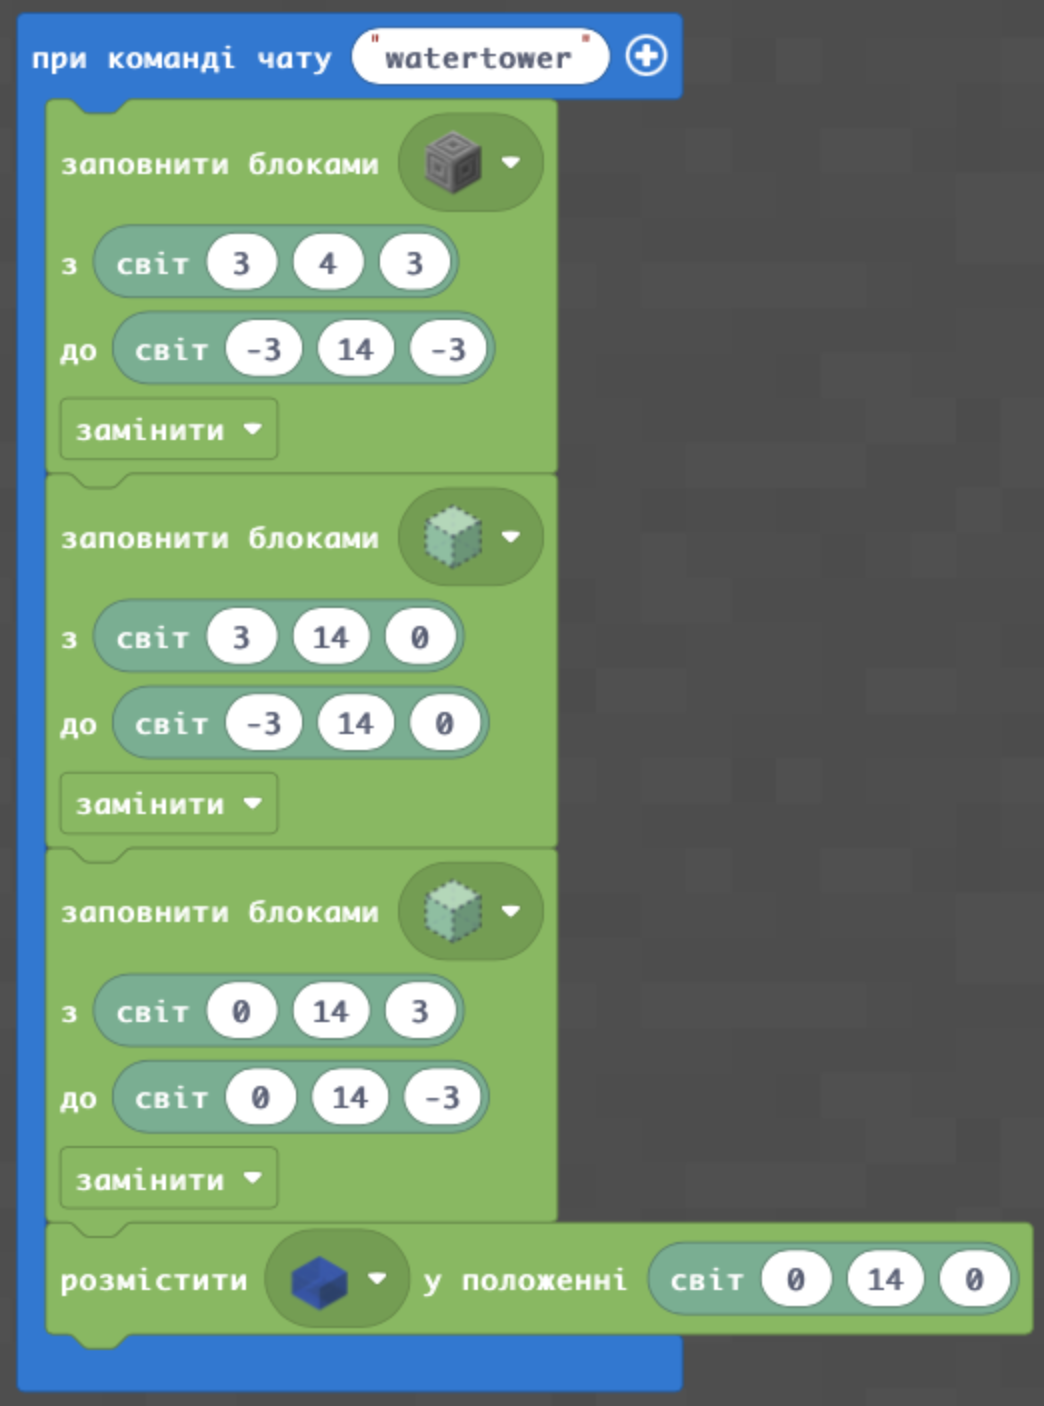 при команді чату "watertower"
заповнити блоками
з світ 3 4 3
до світ -3 14 -3
замінити
заповнити блоками
з світ 3 14 0
до світ -3 14 0
замінити
заповнити блоками
з світ 0 14 3
до світ 0 14 -3
замінити
розмістити у положенні світ 0 14 0